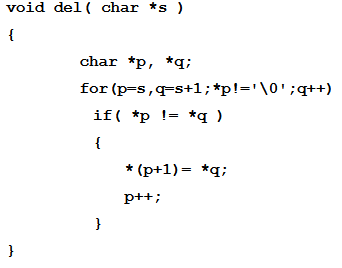 void del( char *s )
{
char *p, *q;
for(p=s,q=s+1;*p!='\0';q++)
if( *p != *q )
{
*(p+1)= *q;
p++;
}
}